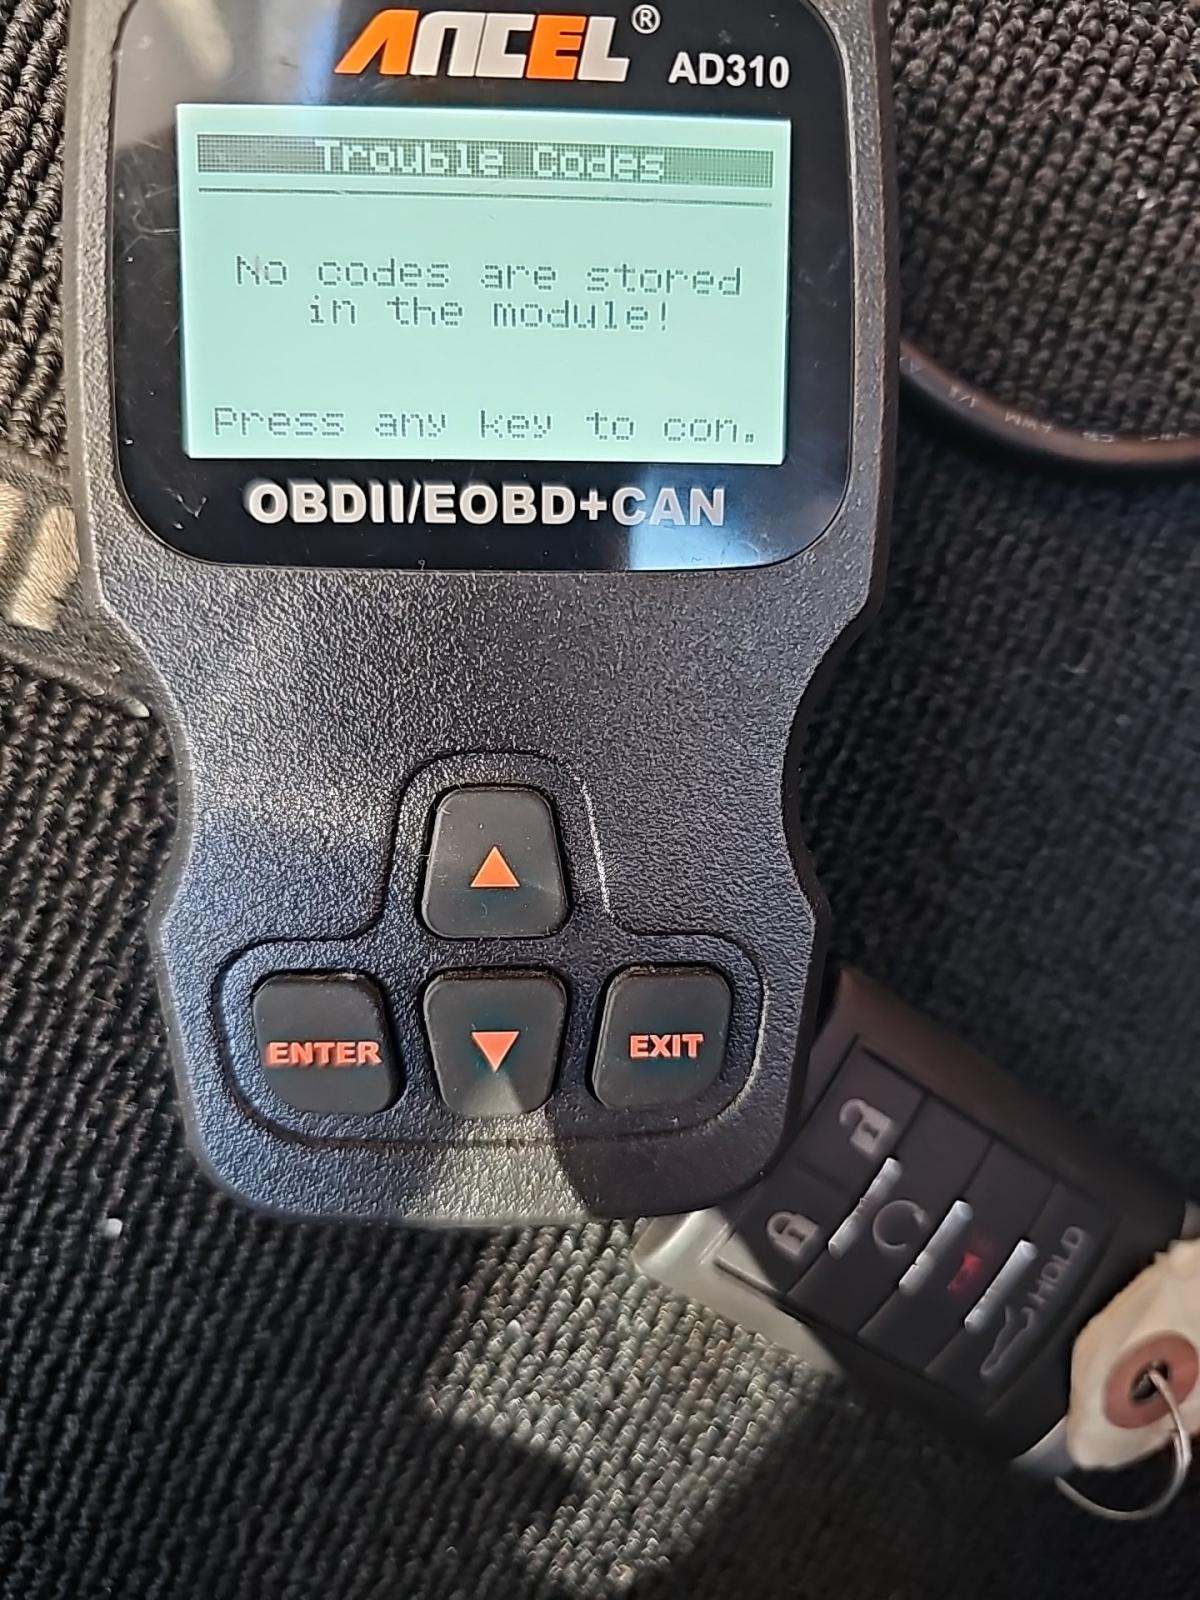 ANCEL®
AD310
Trouble Codes
No codes are stored
in the module!
Press any key to con.
OBDII/EOBD+CAN
ENTER
EXIT
HOLD